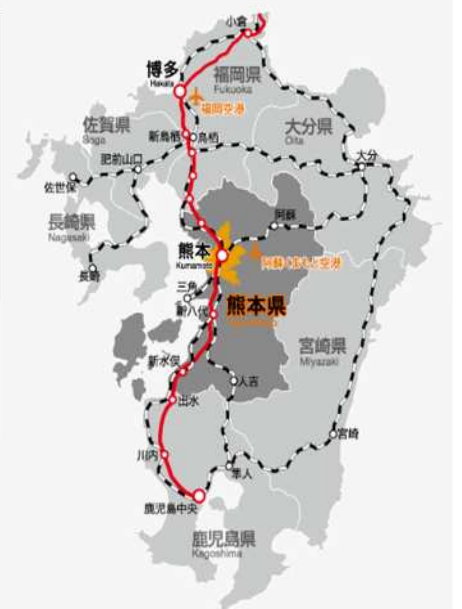 小倉
博多
Hakata
福岡県
Fukuoka
福岡空港
佐賀県
Saga
新鳥栖
鳥栖
大分県
Oita
肥前山口
大分
佐世保
長崎県
Nagasaki
阿蘇
熊本
Kumamoto
阿蘇くまもと空港
長崎
三角
新八代
熊本県
宮崎県
Miyazaki
新水俣
人吉
出水
宮崎
川内
隼人
鹿児島中央
鹿児島県
Kagoshima